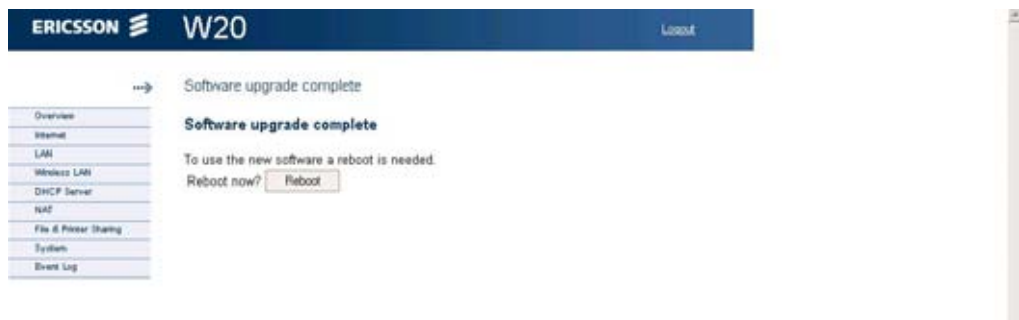 ERICSSON W20 Logout
Software upgrade complete
Overview
Internet
LAN
Wireless LAN
DHCP Server
NAT
File & Printer Sharing
System
Event Log
Software upgrade complete
To use the new software a reboot is needed.
Reboot now? Reboot